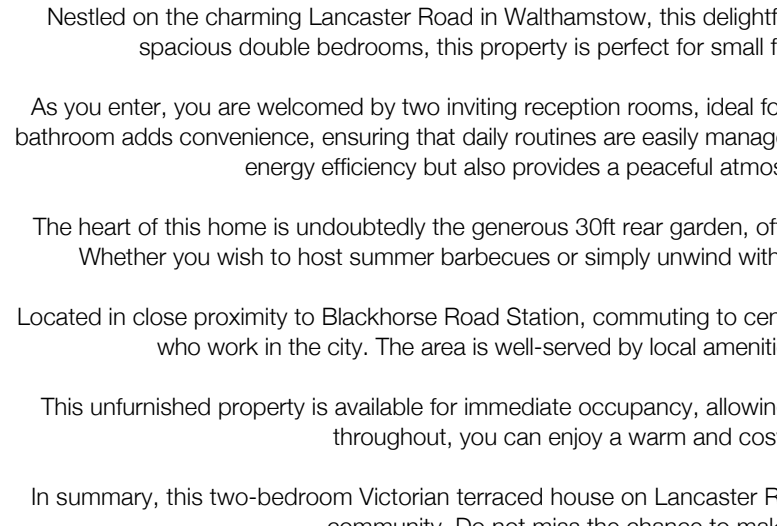 Nestled on the charming Lancaster Road in Walthamstow, this delightf
spacious double bedrooms, this property is perfect for small f
As you enter, you are welcomed by two inviting reception rooms, ideal fo
bathroom adds convenience, ensuring that daily routines are easily manage
energy efficiency but also provides a peaceful atmos
The heart of this home is undoubtedly the generous 30ft rear garden, off
Whether you wish to host summer barbecues or simply unwind with
Located in close proximity to Blackhorse Road Station, commuting to cen
who work in the city. The area is well-served by local ameniti
This unfurnished property is available for immediate occupancy, allowin
throughout, you can enjoy a warm and cos
In summary, this two-bedroom Victorian terraced house on Lancaster R
community. Do not miss the chance to mak